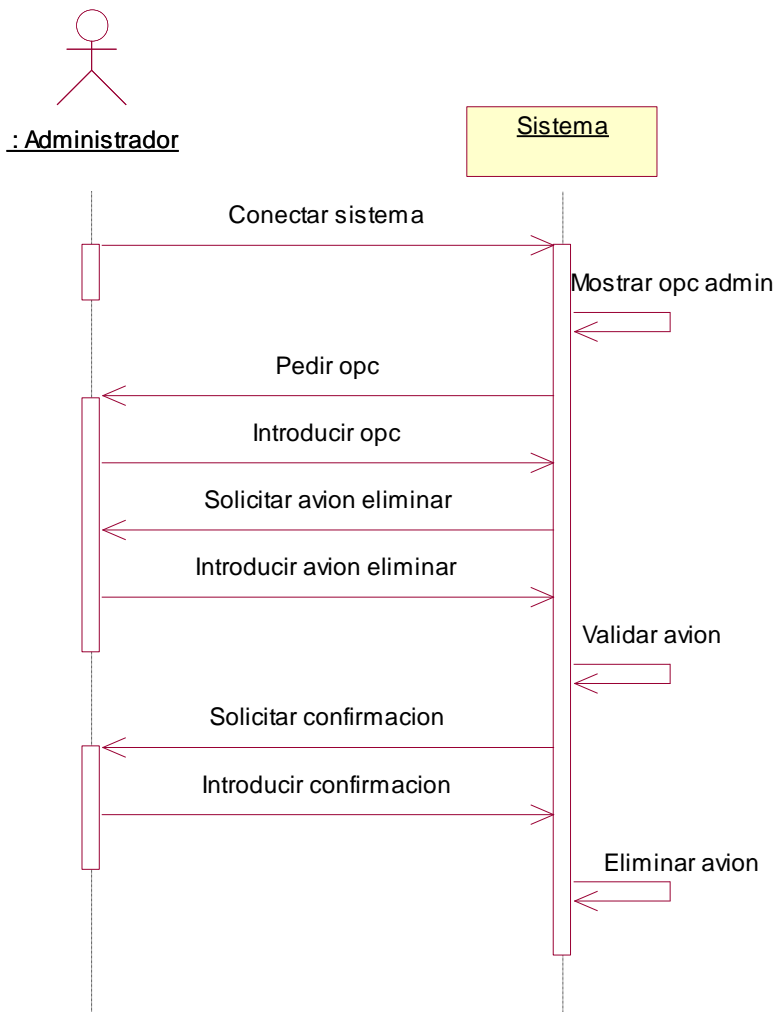 : Administrador
Sistema
Conectar sistema
Mostrar opc admin
Pedir opc
Introducir opc
Solicitar avion eliminar
Introducir avion eliminar
Validar avion
Solicitar confirmacion
Introducir confirmacion
Eliminar avion